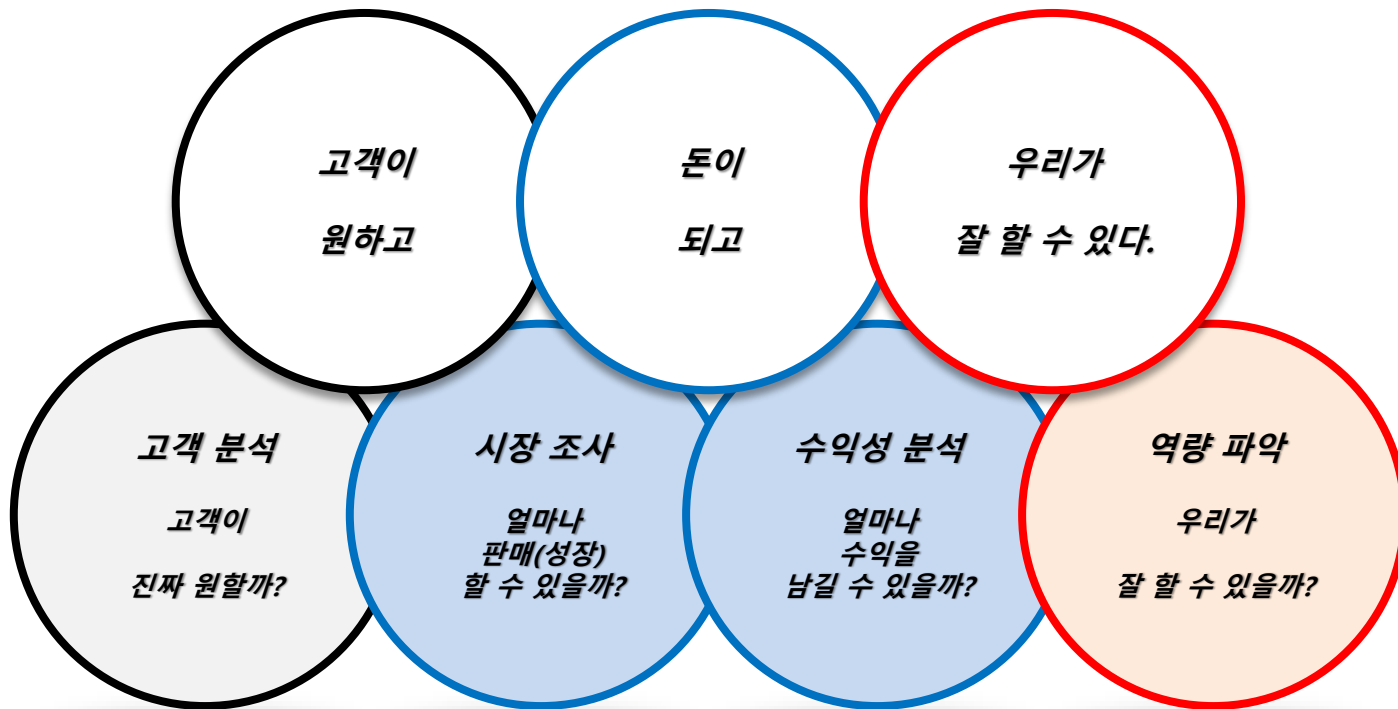 고객이
원하고
돈이
되고
우리가
잘 할 수 있다.
고객 분석
고객이
진짜 원할까?
시장 조사
얼마나
판매(성장)
할 수 있을까?
수익성 분석
얼마나
수익을
남길 수 있을까?
역량 파악
우리가
잘 할 수 있을까?